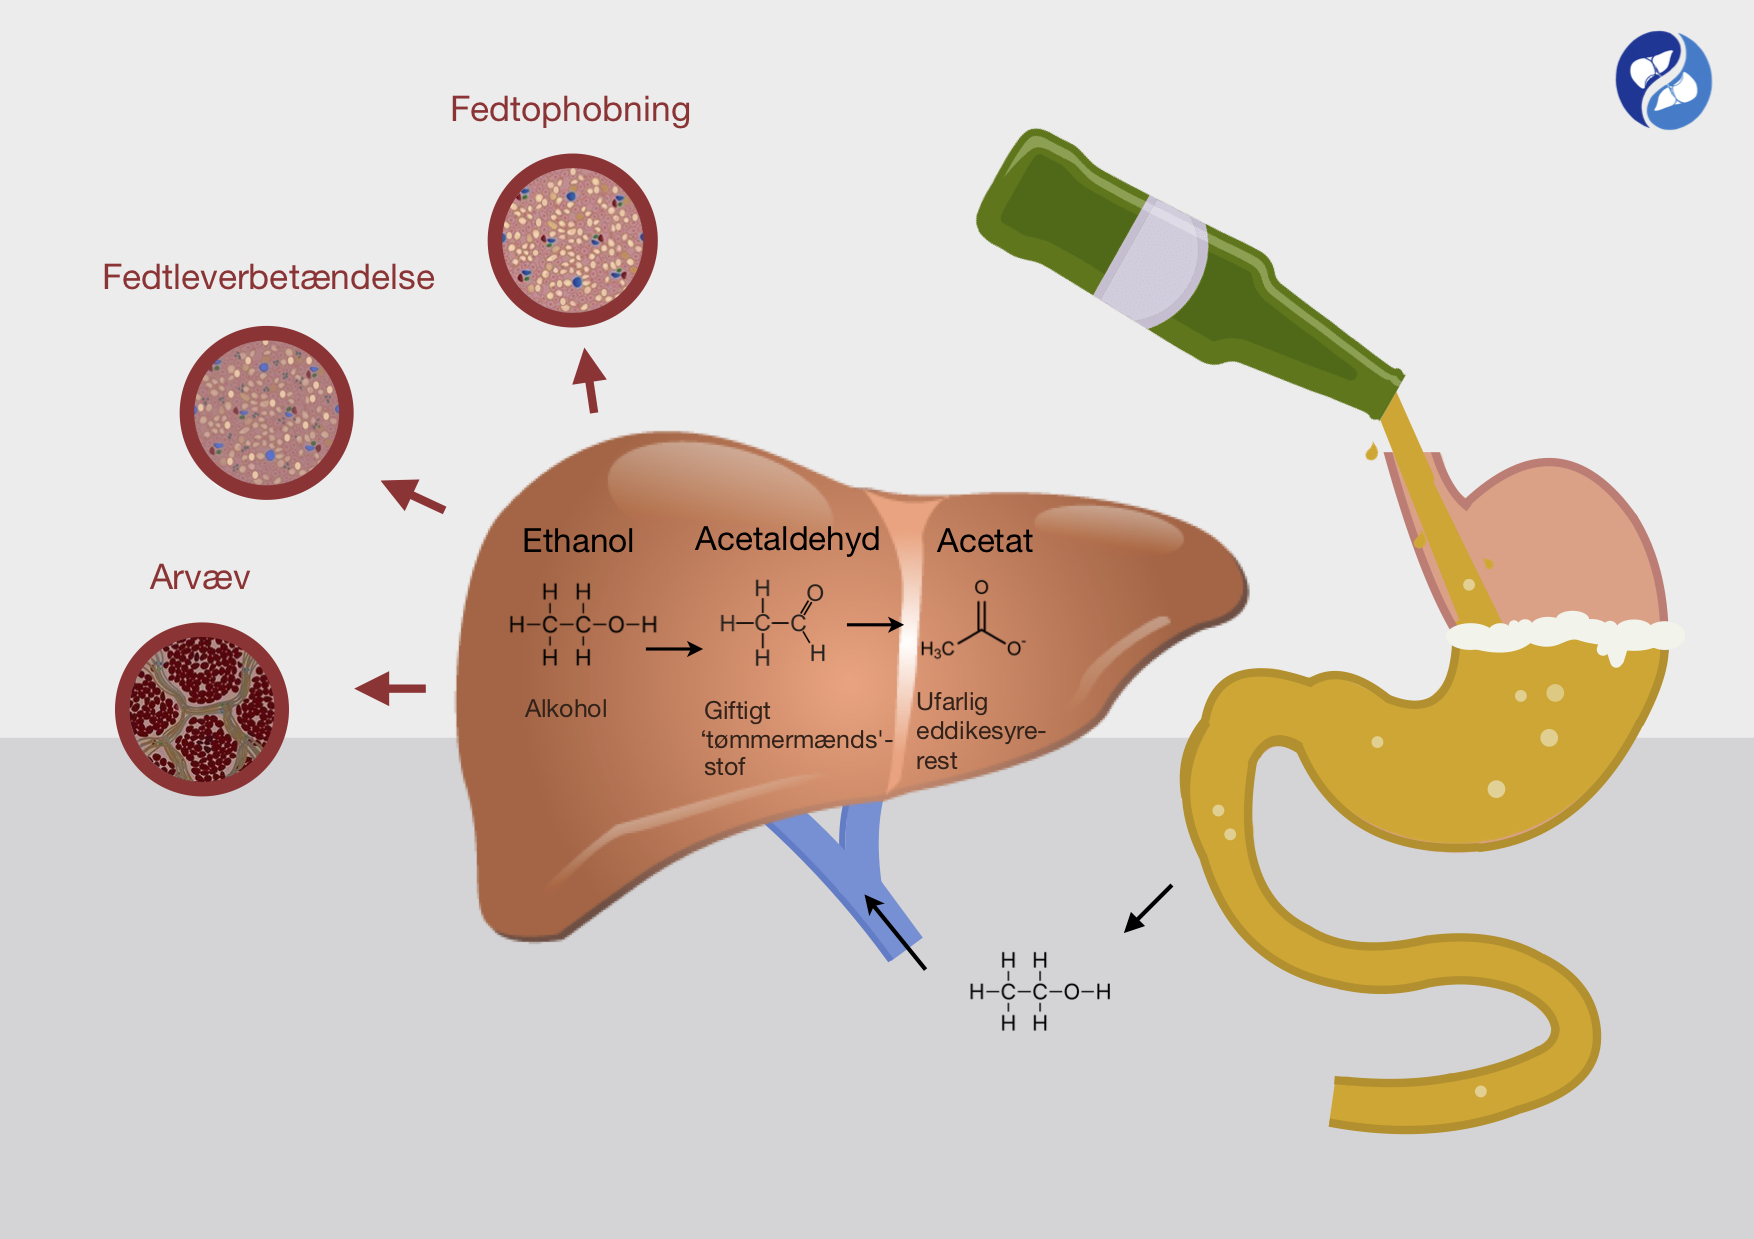 Fedtophobning
Fedtleverbetændelse
Arvæv
Ethanol
H H
H–C–C–O–H
H H
Alkohol
Acetaldehyd
H O
H–C–C
H H
Giftigt
‘tømmermænds'-
stof
Acetat
O
H₃C O⁻
Ufarlig
eddikesyre-
rest
H H
H–C–C–O–H
H H